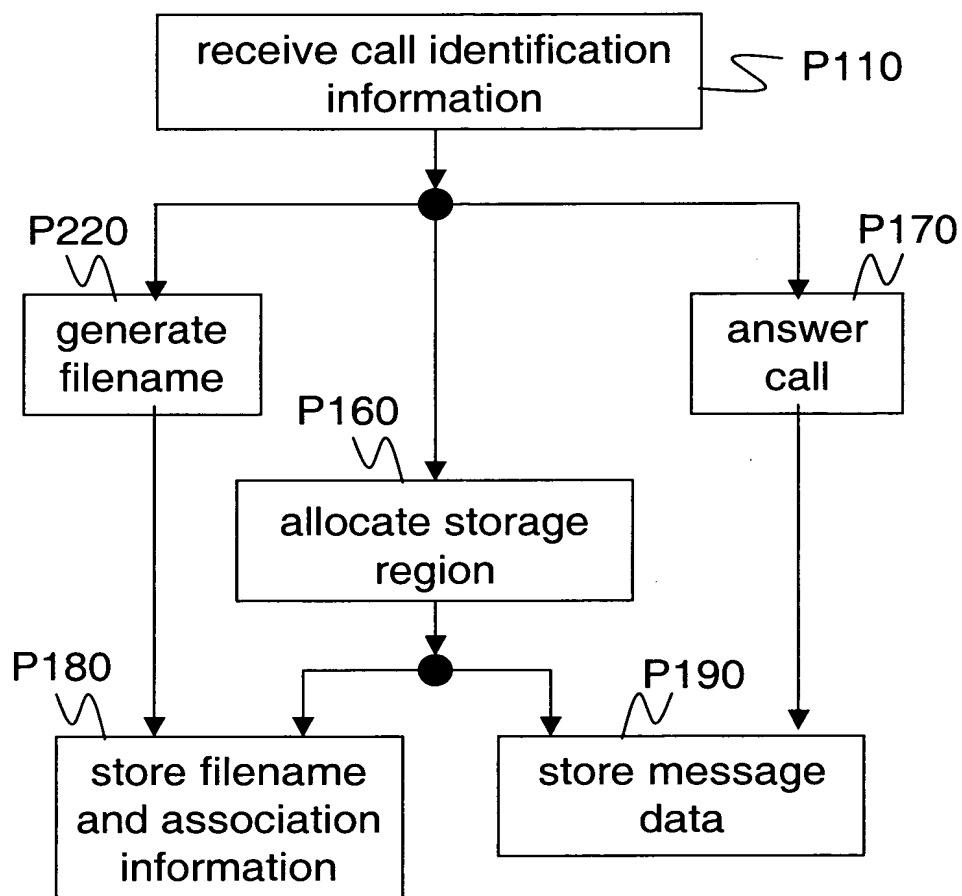 receive call identification
information
P110
P220
P170
generate
filename
answer
call
P160
allocate storage
region
P180
P190
store filename
and association
information
store message
data